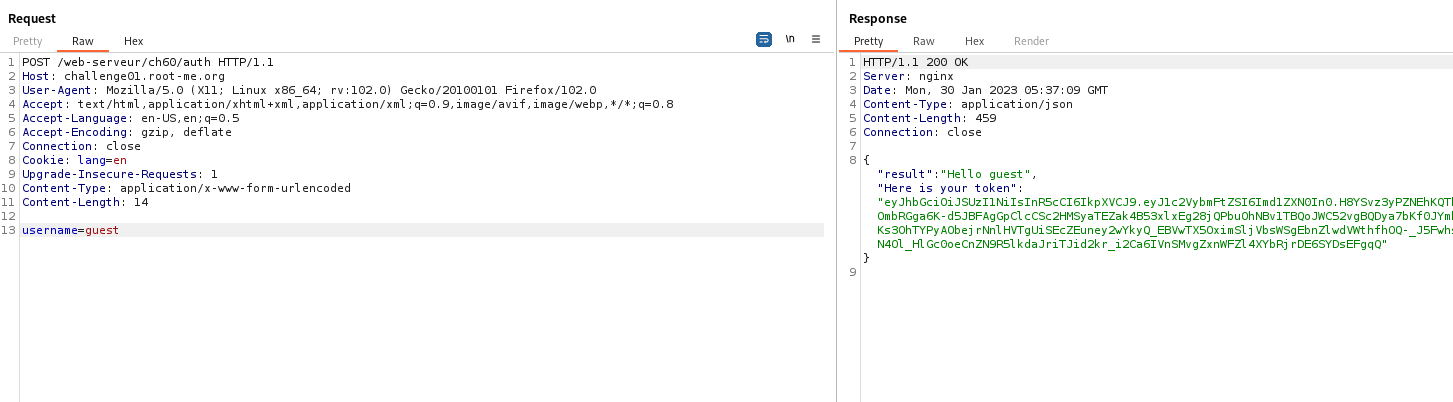 Request
Pretty Raw Hex
\n
1 POST /web-serveur/ch60/auth HTTP/1.1
2 Host: challenge01.root-me.org
3 User-Agent: Mozilla/5.0 (X11; Linux x86_64; rv:102.0) Gecko/20100101 Firefox/102.0
4 Accept: text/html,application/xhtml+xml,application/xml;q=0.9,image/avif,image/webp,*/*;q=0.8
5 Accept-Language: en-US,en;q=0.5
6 Accept-Encoding: gzip, deflate
7 Connection: close
8 Cookie: lang=en
9 Upgrade-Insecure-Requests: 1
10 Content-Type: application/x-www-form-urlencoded
11 Content-Length: 14
12
13 username=guest
Response
Pretty Raw Hex Render
1 HTTP/1.1 200 OK
2 Server: nginx
3 Date: Mon, 30 Jan 2023 05:37:09 GMT
4 Content-Type: application/json
5 Content-Length: 459
6 Connection: close
7
8 {
"result":"Hello guest",
"Here is your token":
"eyJhbGciOiJSUzI1NiIsInR5cCI6IkpXVCJ9.eyJ1c2VybmFtZSI6Imd1ZXN0In0.H8YSvz3yPZNEhKQT
OmbRGga6K-d5JBFAgGpClcCSc2HMSyaTEZak4B53xlxEg28jQPbuOhNBv1TBQoJWC52vgBQDya7bKf0JYm
Ks3OhTYPyAObejrNnlHVTgUiSEcZEuney2wYkyQ_EBVwTX5OximSljVbsWSgEbnZlwdVWthfhOQ-_J5Fwh
N4Ol_HlGcOoeCnZN9R5lkdaJriTJid2kr_i2Ca6IVnSMvgZxnWFZl4XYbRjrDE6SYDsEFgqQ"
}
9